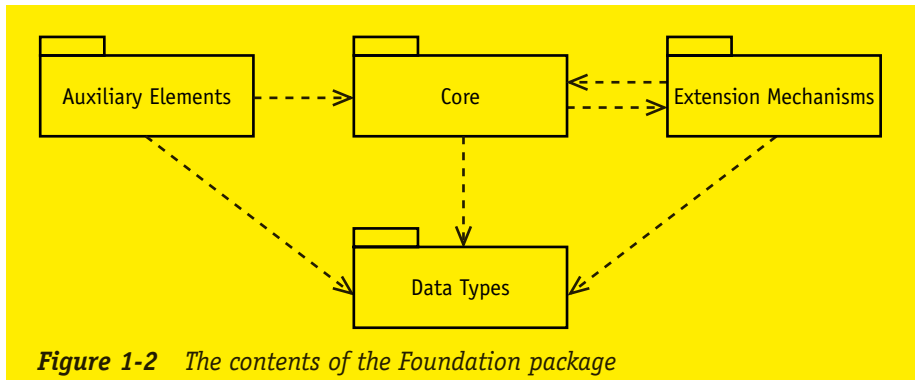 Auxiliary Elements
Core
Extension Mechanisms
Data Types
Figure 1-2 The contents of the Foundation package